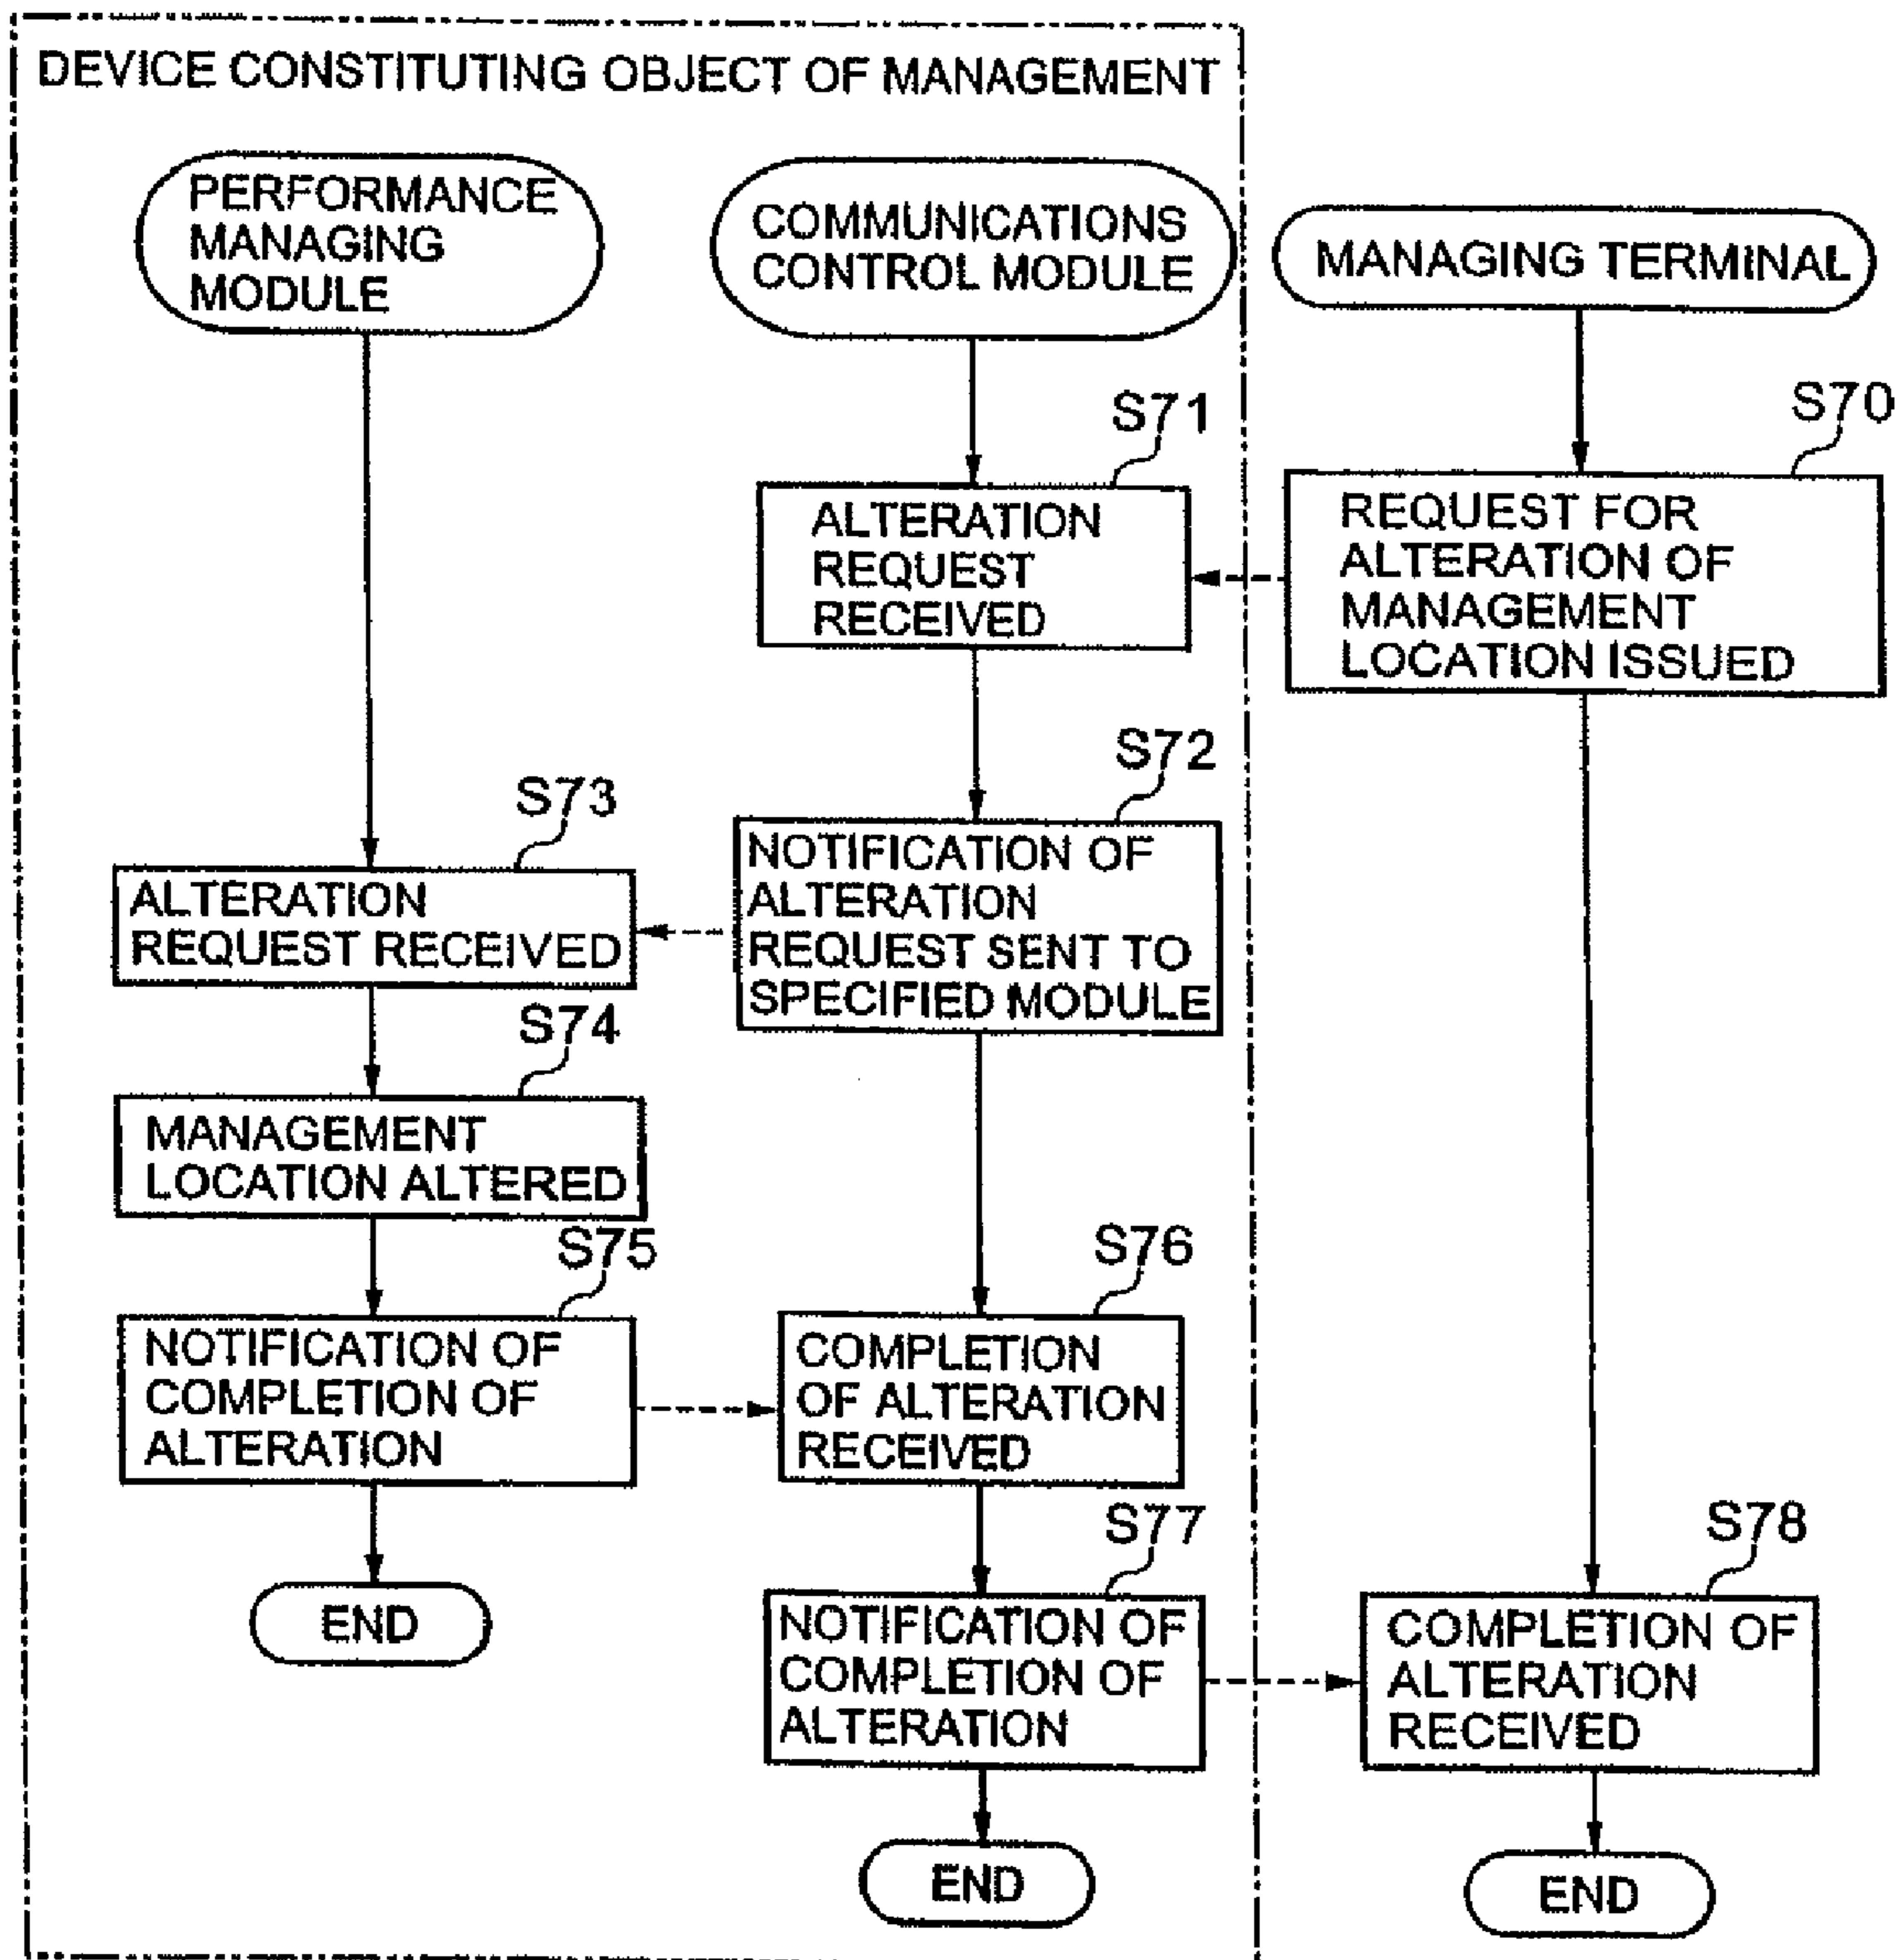 DEVICE CONSTITUTING OBJECT OF MANAGEMENT
PERFORMANCE
MANAGING
MODULE
COMMUNICATIONS
CONTROL MODULE
MANAGING TERMINAL
S70
REQUEST FOR
ALTERATION OF
MANAGEMENT
LOCATION ISSUED
S71
ALTERATION
REQUEST
RECEIVED
S72
NOTIFICATION OF
ALTERATION
REQUEST SENT TO
SPECIFIED MODULE
S73
ALTERATION
REQUEST RECEIVED
S74
MANAGEMENT
LOCATION ALTERED
S75
NOTIFICATION OF
COMPLETION OF
ALTERATION
S76
COMPLETION
OF ALTERATION
RECEIVED
S77
NOTIFICATION OF
COMPLETION OF
ALTERATION
S78
COMPLETION OF
ALTERATION
RECEIVED
END
END
END